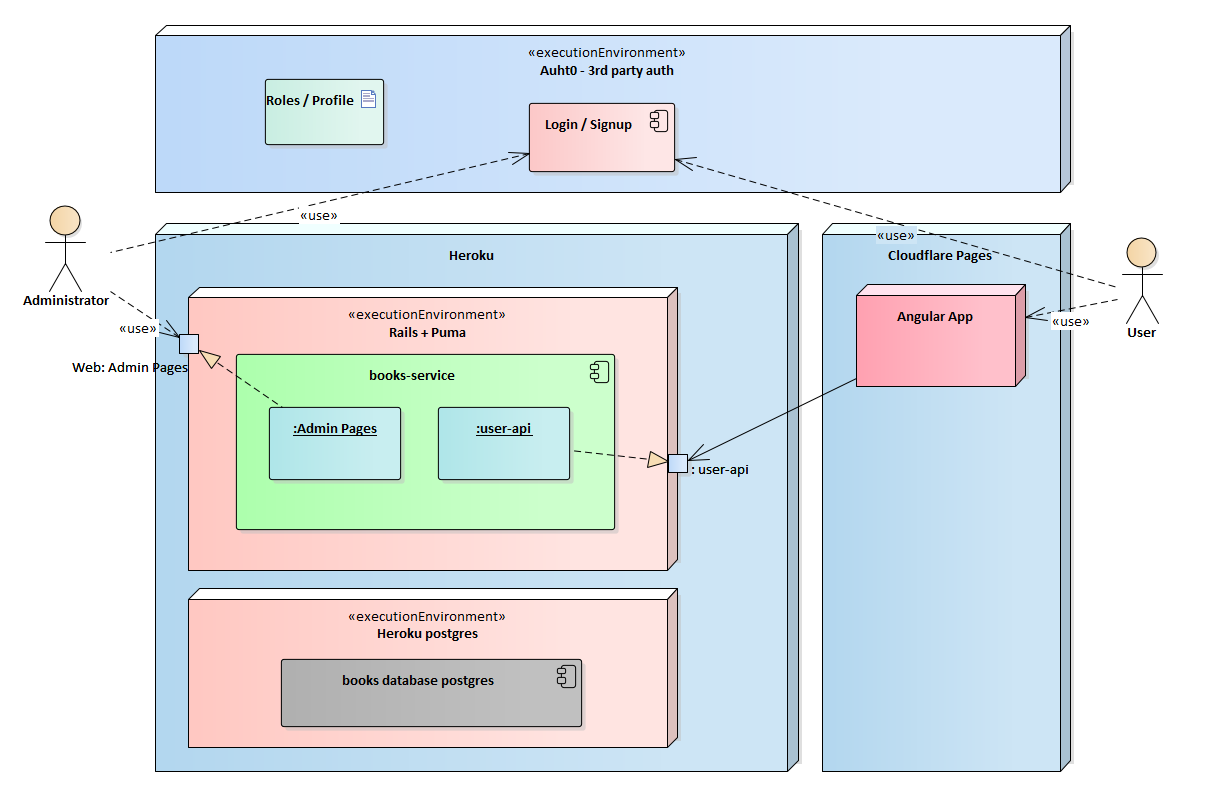 «executionEnvironment»
Auht0 - 3rd party auth
Roles / Profile
Login / Signup
«use»
«use»
Administrator
«use»
Web: Admin Pages
Heroku
«executionEnvironment»
Rails + Puma
books-service
:Admin Pages
:user-api
: user-api
Cloudflare Pages
Angular App
«use»
User
«executionEnvironment»
Heroku postgres
books database postgres